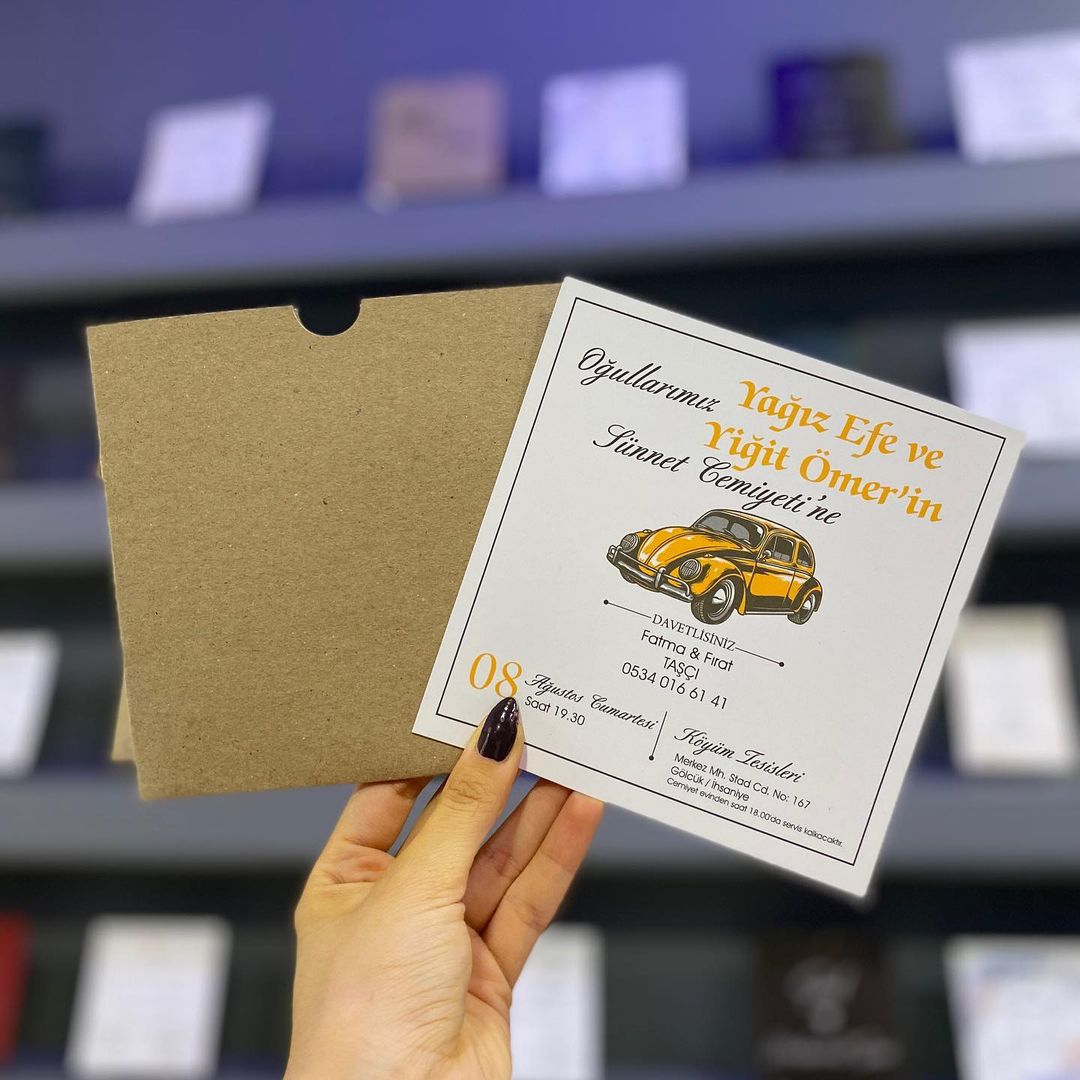 Oğullarımız Yağız Efe ve
Yiğit Ömer'in
Sünnet Cemiyeti'ne
DAVETLİSİNİZ
Fatma & Fırat
TAŞÇI
0534 016 61 41
08 Ağustos Cumartesi
Saat 19.30
Köyüm Tesisleri
Merkez Mh. Stad Cd. No: 167
Gölcük / İhsaniye
Cemiyet evinden saat 18.00'da servis kalkacaktır.